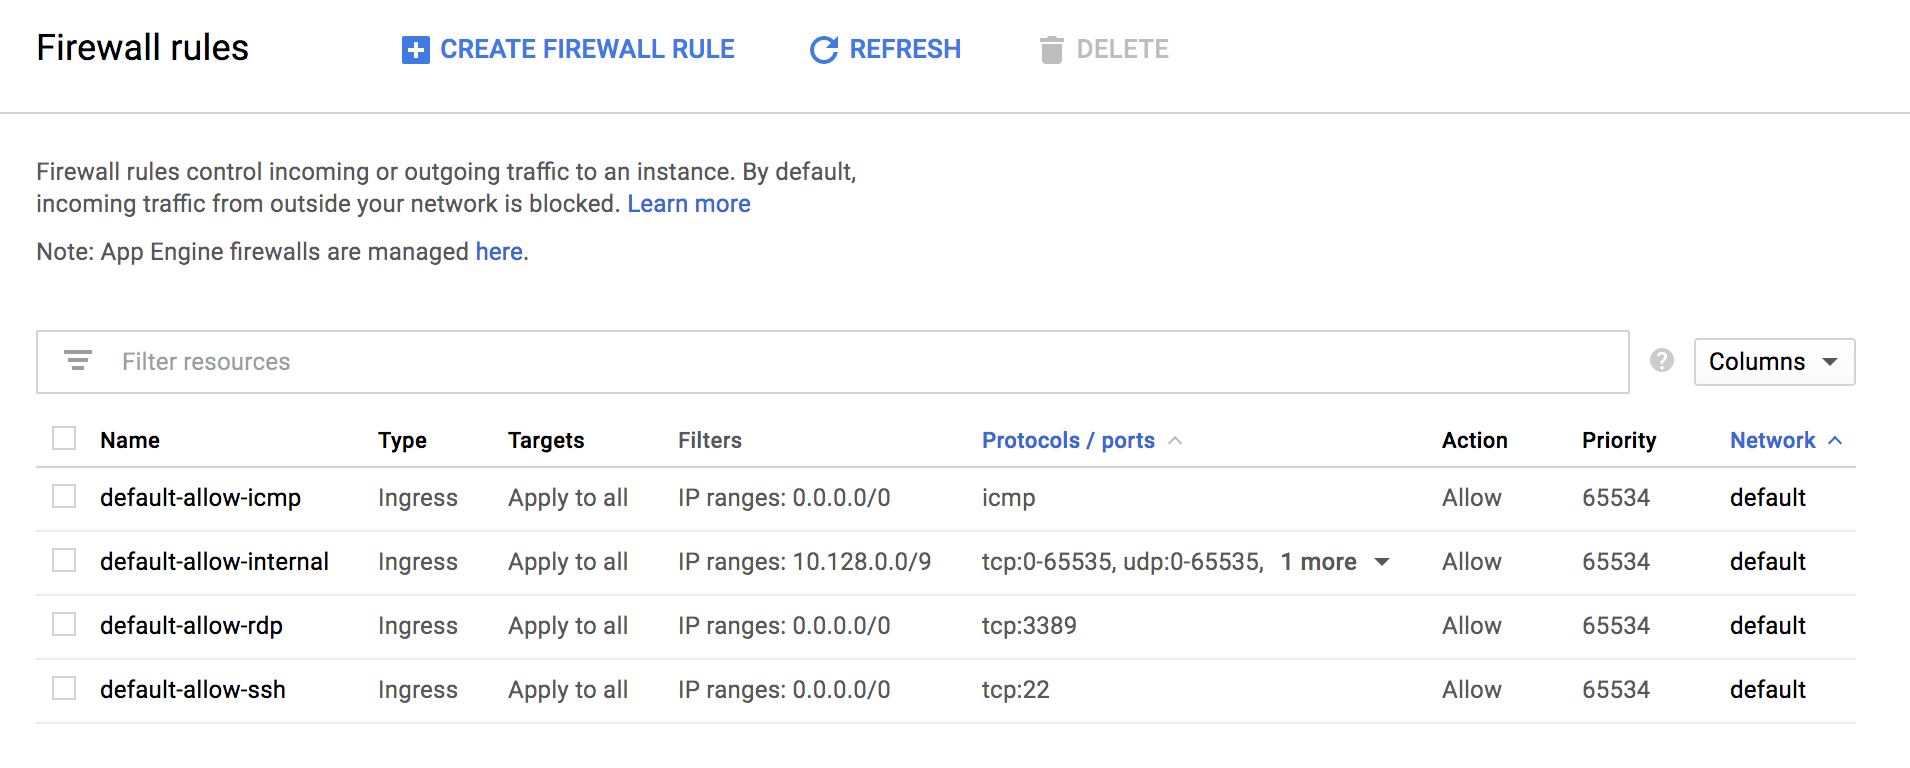 Firewall rules CREATE FIREWALL RULE REFRESH DELETE
Firewall rules control incoming or outgoing traffic to an instance. By default,
incoming traffic from outside your network is blocked. Learn more
Note: App Engine firewalls are managed here.
Filter resources ? Columns
Name Type Targets Filters Protocols / ports Action Priority Network
default-allow-icmp Ingress Apply to all IP ranges: 0.0.0.0/0 icmp Allow 65534 default
default-allow-internal Ingress Apply to all IP ranges: 10.128.0.0/9 tcp:0-65535, udp:0-65535, 1 more Allow 65534 default
default-allow-rdp Ingress Apply to all IP ranges: 0.0.0.0/0 tcp:3389 Allow 65534 default
default-allow-ssh Ingress Apply to all IP ranges: 0.0.0.0/0 tcp:22 Allow 65534 default